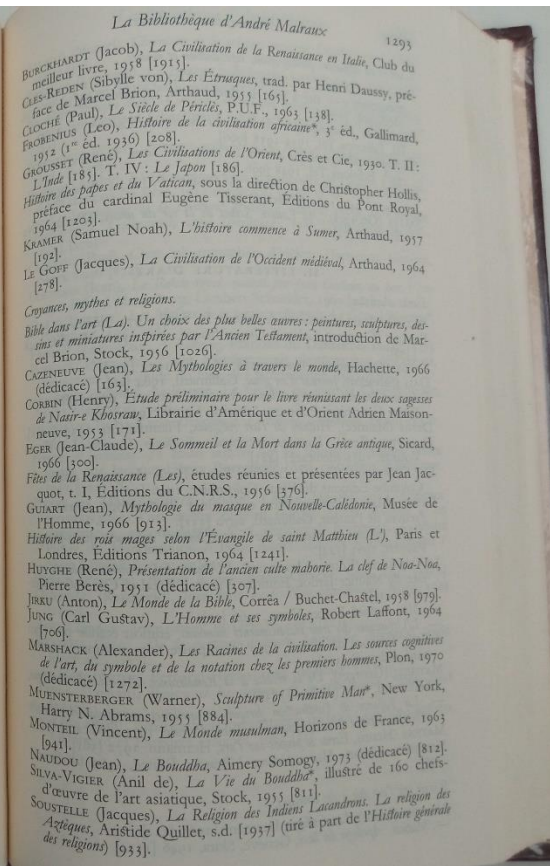 La Bibliothèque d'André Malraux
1293
BURCKHARDT (Jacob), La Civilisation de la Renaissance en Italie, Club du
meilleur livre, 1958 [1915].
CLES-REDEN (Sibylle von), Les Étrusques, trad. par Henri Daussy, pré-
face de Marcel Brion, Arthaud, 1955 [165].
CLOCHÉ (Paul), Le Siècle de Périclès, P.U.F., 1963 [138].
FROBENIUS (Leo), Histoire de la civilisation africaine*, 3e éd., Gallimard,
1952 (1re éd. 1936) [208].
GROUSSET (René), Les Civilisations de l'Orient, Crès et Cie, 1930. T. II :
L'Inde [185]. T. IV : Le Japon [186].
Histoire des papes et du Vatican, sous la direction de Christopher Hollis,
préface du cardinal Eugène Tisserant, Éditions du Pont Royal,
1964 [1203].
KRAMER (Samuel Noah), L'histoire commence à Sumer, Arthaud, 1957
[192].
LE GOFF (Jacques), La Civilisation de l'Occident médiéval, Arthaud, 1964
[278].
Croyances, mythes et religions.
Bible dans l'art (La). Un choix des plus belles œuvres : peintures, sculptures, des-
sins et miniatures inspirées par l'Ancien Testament, introduction de Mar-
cel Brion, Stock, 1956 [1026].
CAZENEUVE (Jean), Les Mythologies à travers le monde, Hachette, 1966
(dédicacé) [163].
CORBIN (Henry), Étude préliminaire pour le livre réunissant les deux sagesses
de Nasir-e Khosraw, Librairie d'Amérique et d'Orient Adrien Maison-
neuve, 1953 [171].
EGER (Jean-Claude), Le Sommeil et la Mort dans la Grèce antique, Sicard,
1966 [300].
Fêtes de la Renaissance (Les), études réunies et présentées par Jean Jac-
quot, t. I, Éditions du C.N.R.S., 1956 [376].
GUIART (Jean), Mythologie du masque en Nouvelle-Calédonie, Musée de
l'Homme, 1966 [913].
Histoire des rois mages selon l'Évangile de saint Matthieu (L'), Paris et
Londres, Éditions Trianon, 1964 [1241].
HUYGHE (René), Présentation de l'ancien culte mahorie. La clef de Noa-Noa,
Pierre Berès, 1951 (dédicacé) [307].
JIRKU (Anton), Le Monde de la Bible, Corrêa / Buchet-Chastel, 1958 [979].
JUNG (Carl Gustav), L'Homme et ses symboles, Robert Laffont, 1964
[706].
MARSHACK (Alexander), Les Racines de la civilisation. Les sources cognitives
de l'art, du symbole et de la notation chez les premiers hommes, Plon, 1970
(dédicacé) [1272].
MUENSTERBERGER (Warner), Sculpture of Primitive Man*, New York,
Harry N. Abrams, 1955 [884].
MONTEIL (Vincent), Le Monde musulman, Horizons de France, 1963
[941].
NAUDOU (Jean), Le Bouddha, Aimery Somogy, 1973 (dédicacé) [812].
SILVA-VIGIER (Anil de), La Vie du Bouddha*, illustré de 160 chefs-
d'œuvre de l'art asiatique, Stock, 1955 [811].
SOUSTELLE (Jacques), La Religion des Indiens Lacandrons. La religion des
Aztèques, Aristide Quillet, s.d. [1937] (tiré à part de l'Histoire générale
des religions) [933].